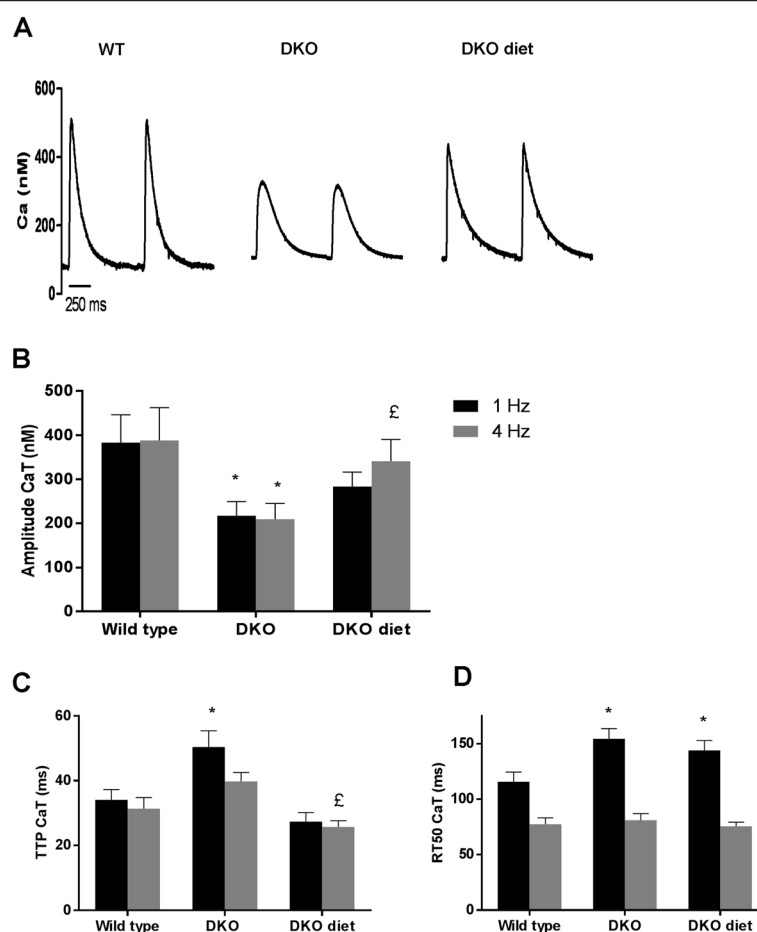 A
WT DKO DKO diet
600
400
200
0
Ca (nM)
250 ms
B
500
400
300
200
100
0
Amplitude CaT (nM)
* * £
1 Hz
4 Hz
Wild type DKO DKO diet
C
60
40
20
0
TTP CaT (ms)
* £
Wild type DKO DKO diet
D
150
100
50
0
RT50 CaT (ms)
* *
Wild type DKO DKO diet